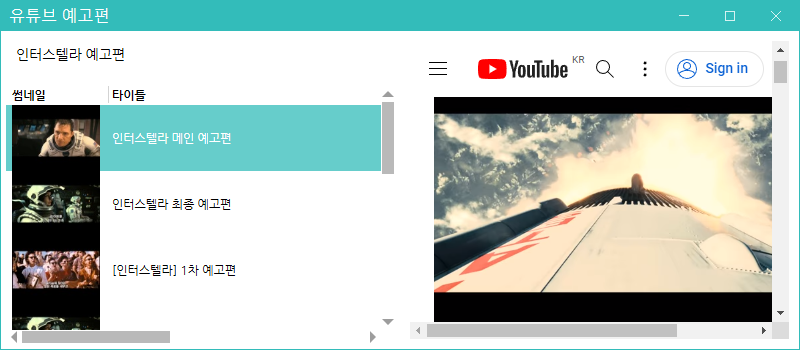 유튜브 예고편
인터스텔라 예고편
썸네일 타이들
인터스텔라 메인 예고편
인터스텔라 최종 예고편
[인터스텔라] 1차 예고편
YouTube KR
Sign in